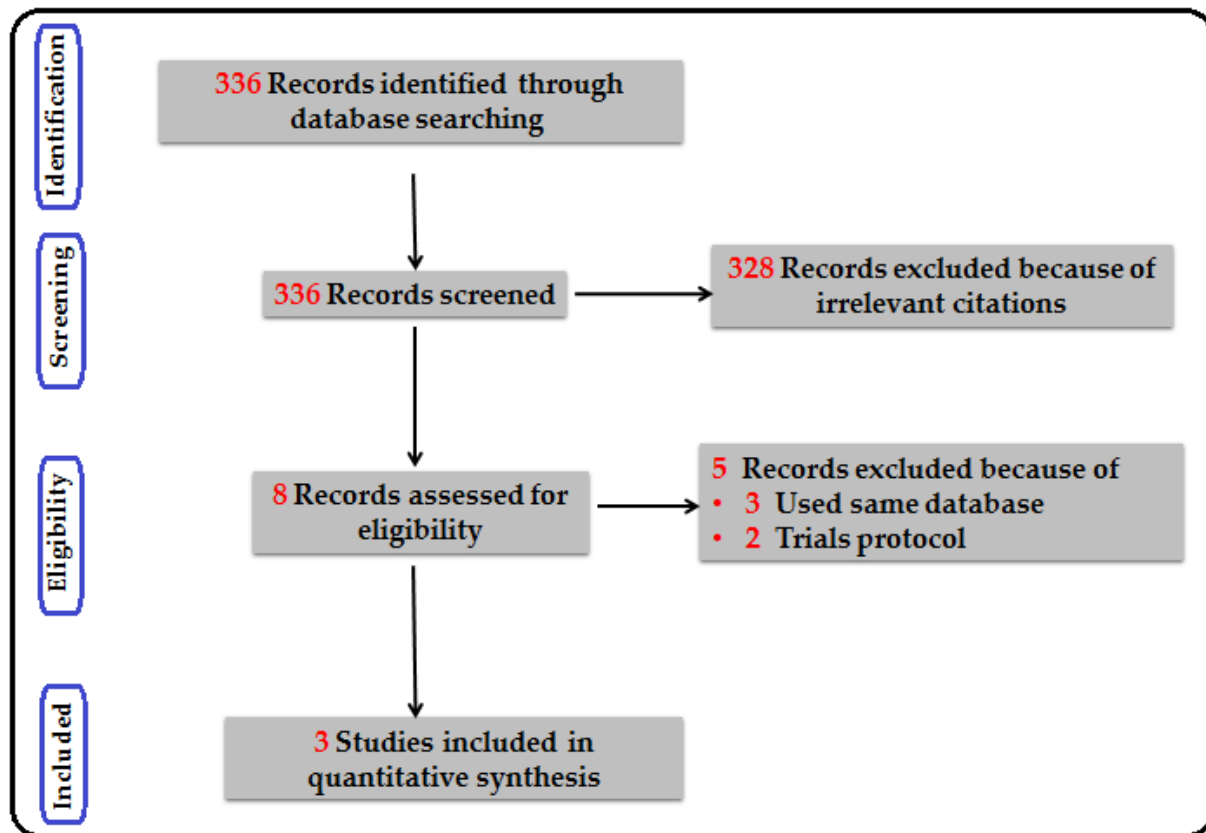 Identification
336 Records identified through
database searching
Screening
336 Records screened
328 Records excluded because of
irrelevant citations
Eligibility
8 Records assessed for
eligibility
5 Records excluded because of
• 3 Used same database
• 2 Trials protocol
Included
3 Studies included in
quantitative synthesis